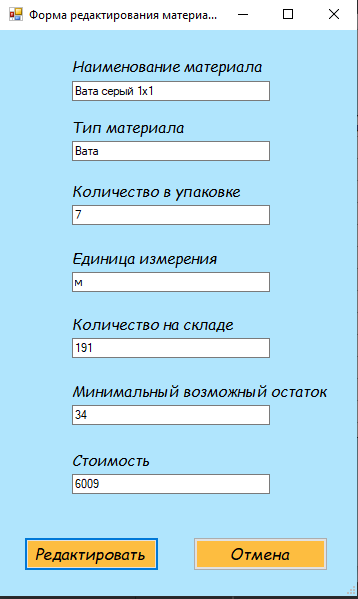 Форма редактирования материа...
Наименование материала
Вата серый 1x1
Тип материала
Вата
Количество в упаковке
7
Единица измерения
м
Количество на складе
191
Минимальный возможный остаток
34
Стоимость
6009
Редактировать
Отмена